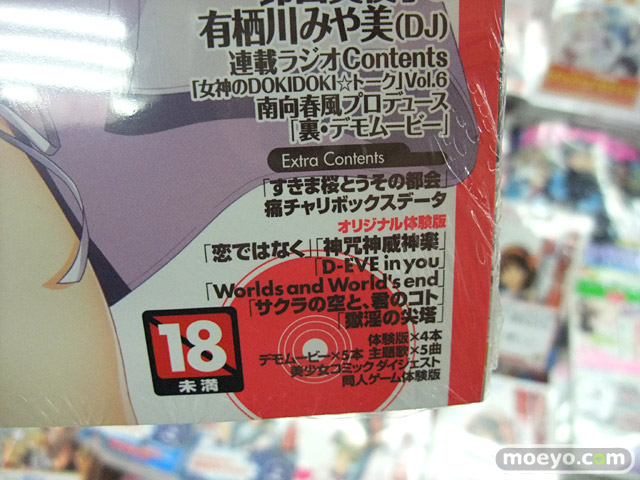 有栖川みや美(DJ)
連載ラジオContents
「女神のDOKIDOKI☆トーク」Vol.6
南向春風プロデュース
「裏・デモムービー」
Extra Contents
「すきま桜とうその都会」
痛チャリボックスデータ
オリジナル体験版
「恋ではなく」「神咒神威神楽」
「D-EVE in you」
「Worlds and World's end」
「サクラの空と、君のコト」
「獄淫の尖塔」
体験版×4本
デモムービー×5本 主題歌×5曲
美少女コミックダイジェスト
同人ゲーム体験版
18
未満
moeyo.com